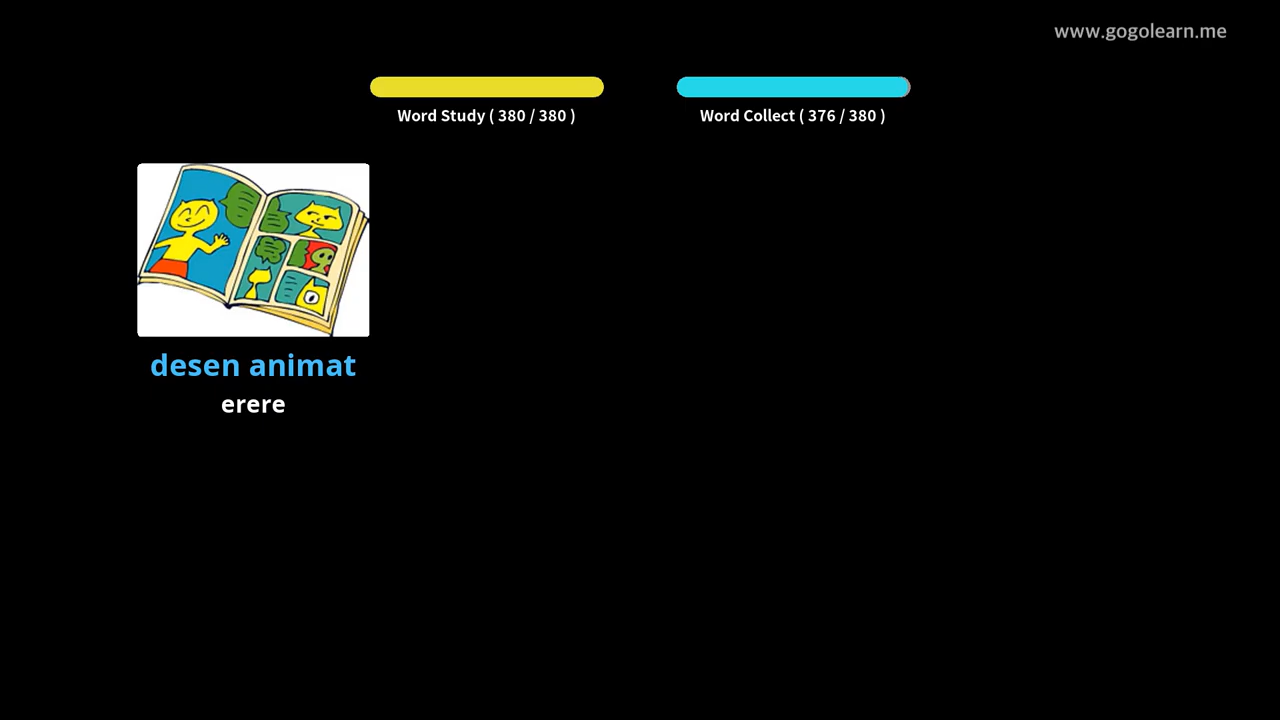 www.gogolearn.me
Word Study ( 380 / 380 )
Word Collect ( 376 / 380 )
desen animat
erere